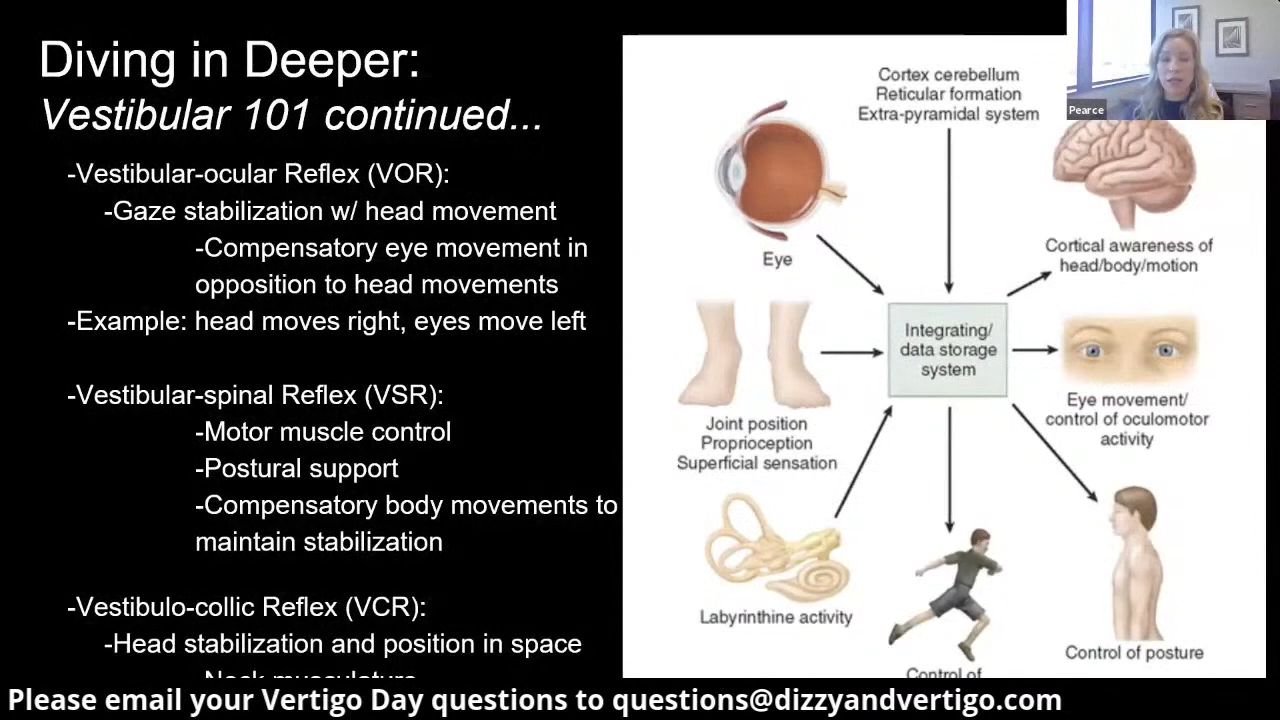 Diving in Deeper:
Vestibular 101 continued...
-Vestibular-ocular Reflex (VOR):
-Gaze stabilization w/ head movement
-Compensatory eye movement in
opposition to head movements
-Example: head moves right, eyes move left
-Vestibular-spinal Reflex (VSR):
-Motor muscle control
-Postural support
-Compensatory body movements to
maintain stabilization
-Vestibulo-collic Reflex (VCR):
-Head stabilization and position in space
-Neck musculature
Cortex cerebellum
Reticular formation
Extra-pyramidal system
Pearce
Eye
Cortical awareness of
head/body/motion
Integrating/
data storage
system
Joint position
Proprioception
Superficial sensation
Eye movement/
control of oculomotor
activity
Labyrinthine activity
Control of
Control of posture
Please email your Vertigo Day questions to questions@dizzyandvertigo.com